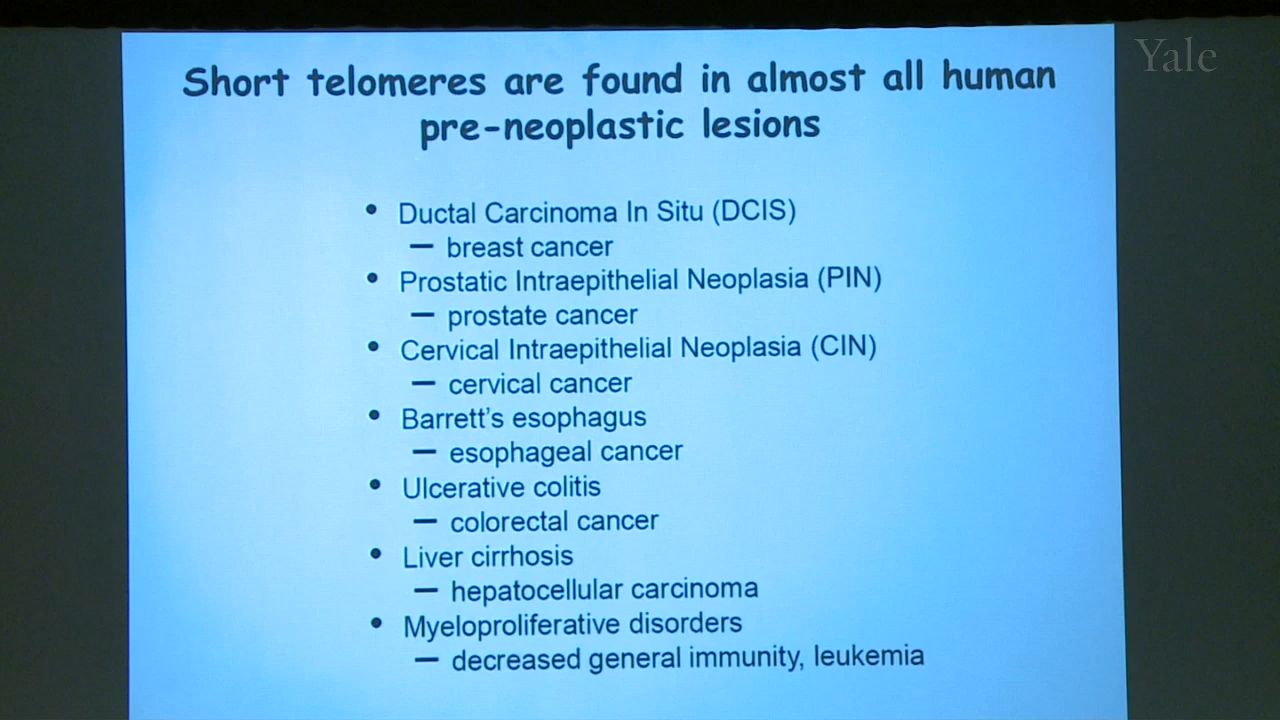 Yale
Short telomeres are found in almost all human
pre-neoplastic lesions
• Ductal Carcinoma In Situ (DCIS)
— breast cancer
• Prostatic Intraepithelial Neoplasia (PIN)
— prostate cancer
• Cervical Intraepithelial Neoplasia (CIN)
— cervical cancer
• Barrett’s esophagus
— esophageal cancer
• Ulcerative colitis
— colorectal cancer
• Liver cirrhosis
— hepatocellular carcinoma
• Myeloproliferative disorders
— decreased general immunity, leukemia